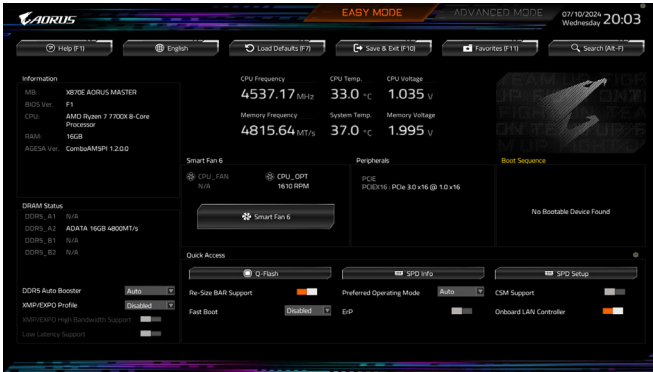 AORUS
EASY MODE
ADVANCED MODE
07/10/2024
Wednesday 20:03
Help (F1)
English
Load Defaults (F7)
Save & Exit (F10)
Favorites (F11)
Search (Alt-F)
Information
MB: X870E AORUS MASTER
BIOS Ver. F1
CPU: AMD Ryzen 7 7700X 8-Core
Processor
RAM: 16GB
AGESA Ver. ComboAM5PI 1.2.0.0
CPU Frequency
4537.17 MHz
CPU Temp.
33.0 °C
CPU Voltage
1.035 V
Memory Frequency
4815.64 MT/s
System Temp.
37.0 °C
Memory Voltage
1.995 V
Smart Fan 6
CPU_FAN
N/A
CPU_OPT
1610 RPM
Smart Fan 6
Peripherals
PCIE
PCIEX16 : PCIe 3.0 x16 @ 1.0 x16
Boot Sequence
No Bootable Device Found
DRAM Status
DDR5_A1 N/A
DDR5_A2 ADATA 16GB 4800MT/s
DDR5_B1 N/A
DDR5_B2 N/A
DDR5 Auto Booster Auto
XMP/EXPO Profile Disabled
XMP/EXPO High Bandwidth Support
Low Latency Support
Quick Access
Q-Flash
SPD Info
SPD Setup
Re-Size BAR Support
Preferred Operating Mode Auto
CSM Support
Fast Boot Disabled
ErP
Onboard LAN Controller